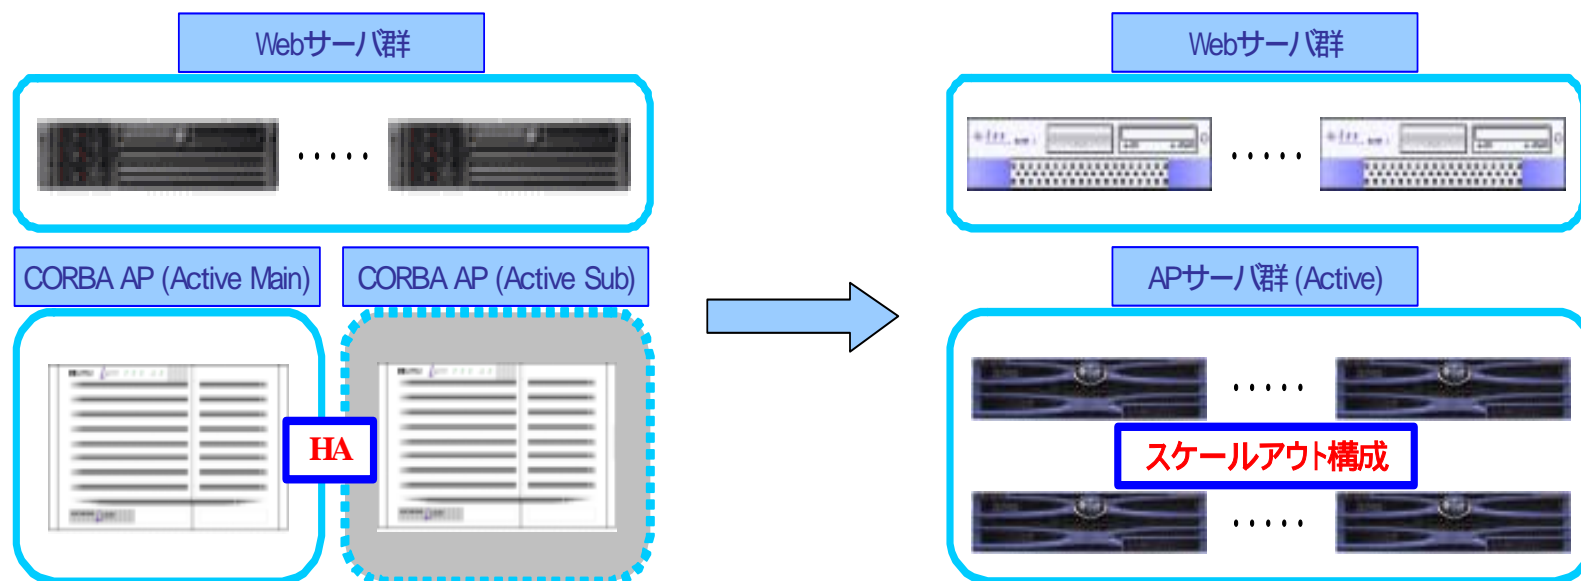 Webサーバ群
Webサーバ群
CORBA AP (Active Main)
CORBA AP (Active Sub)
HA
APサーバ群 (Active)
スケールアウト構成